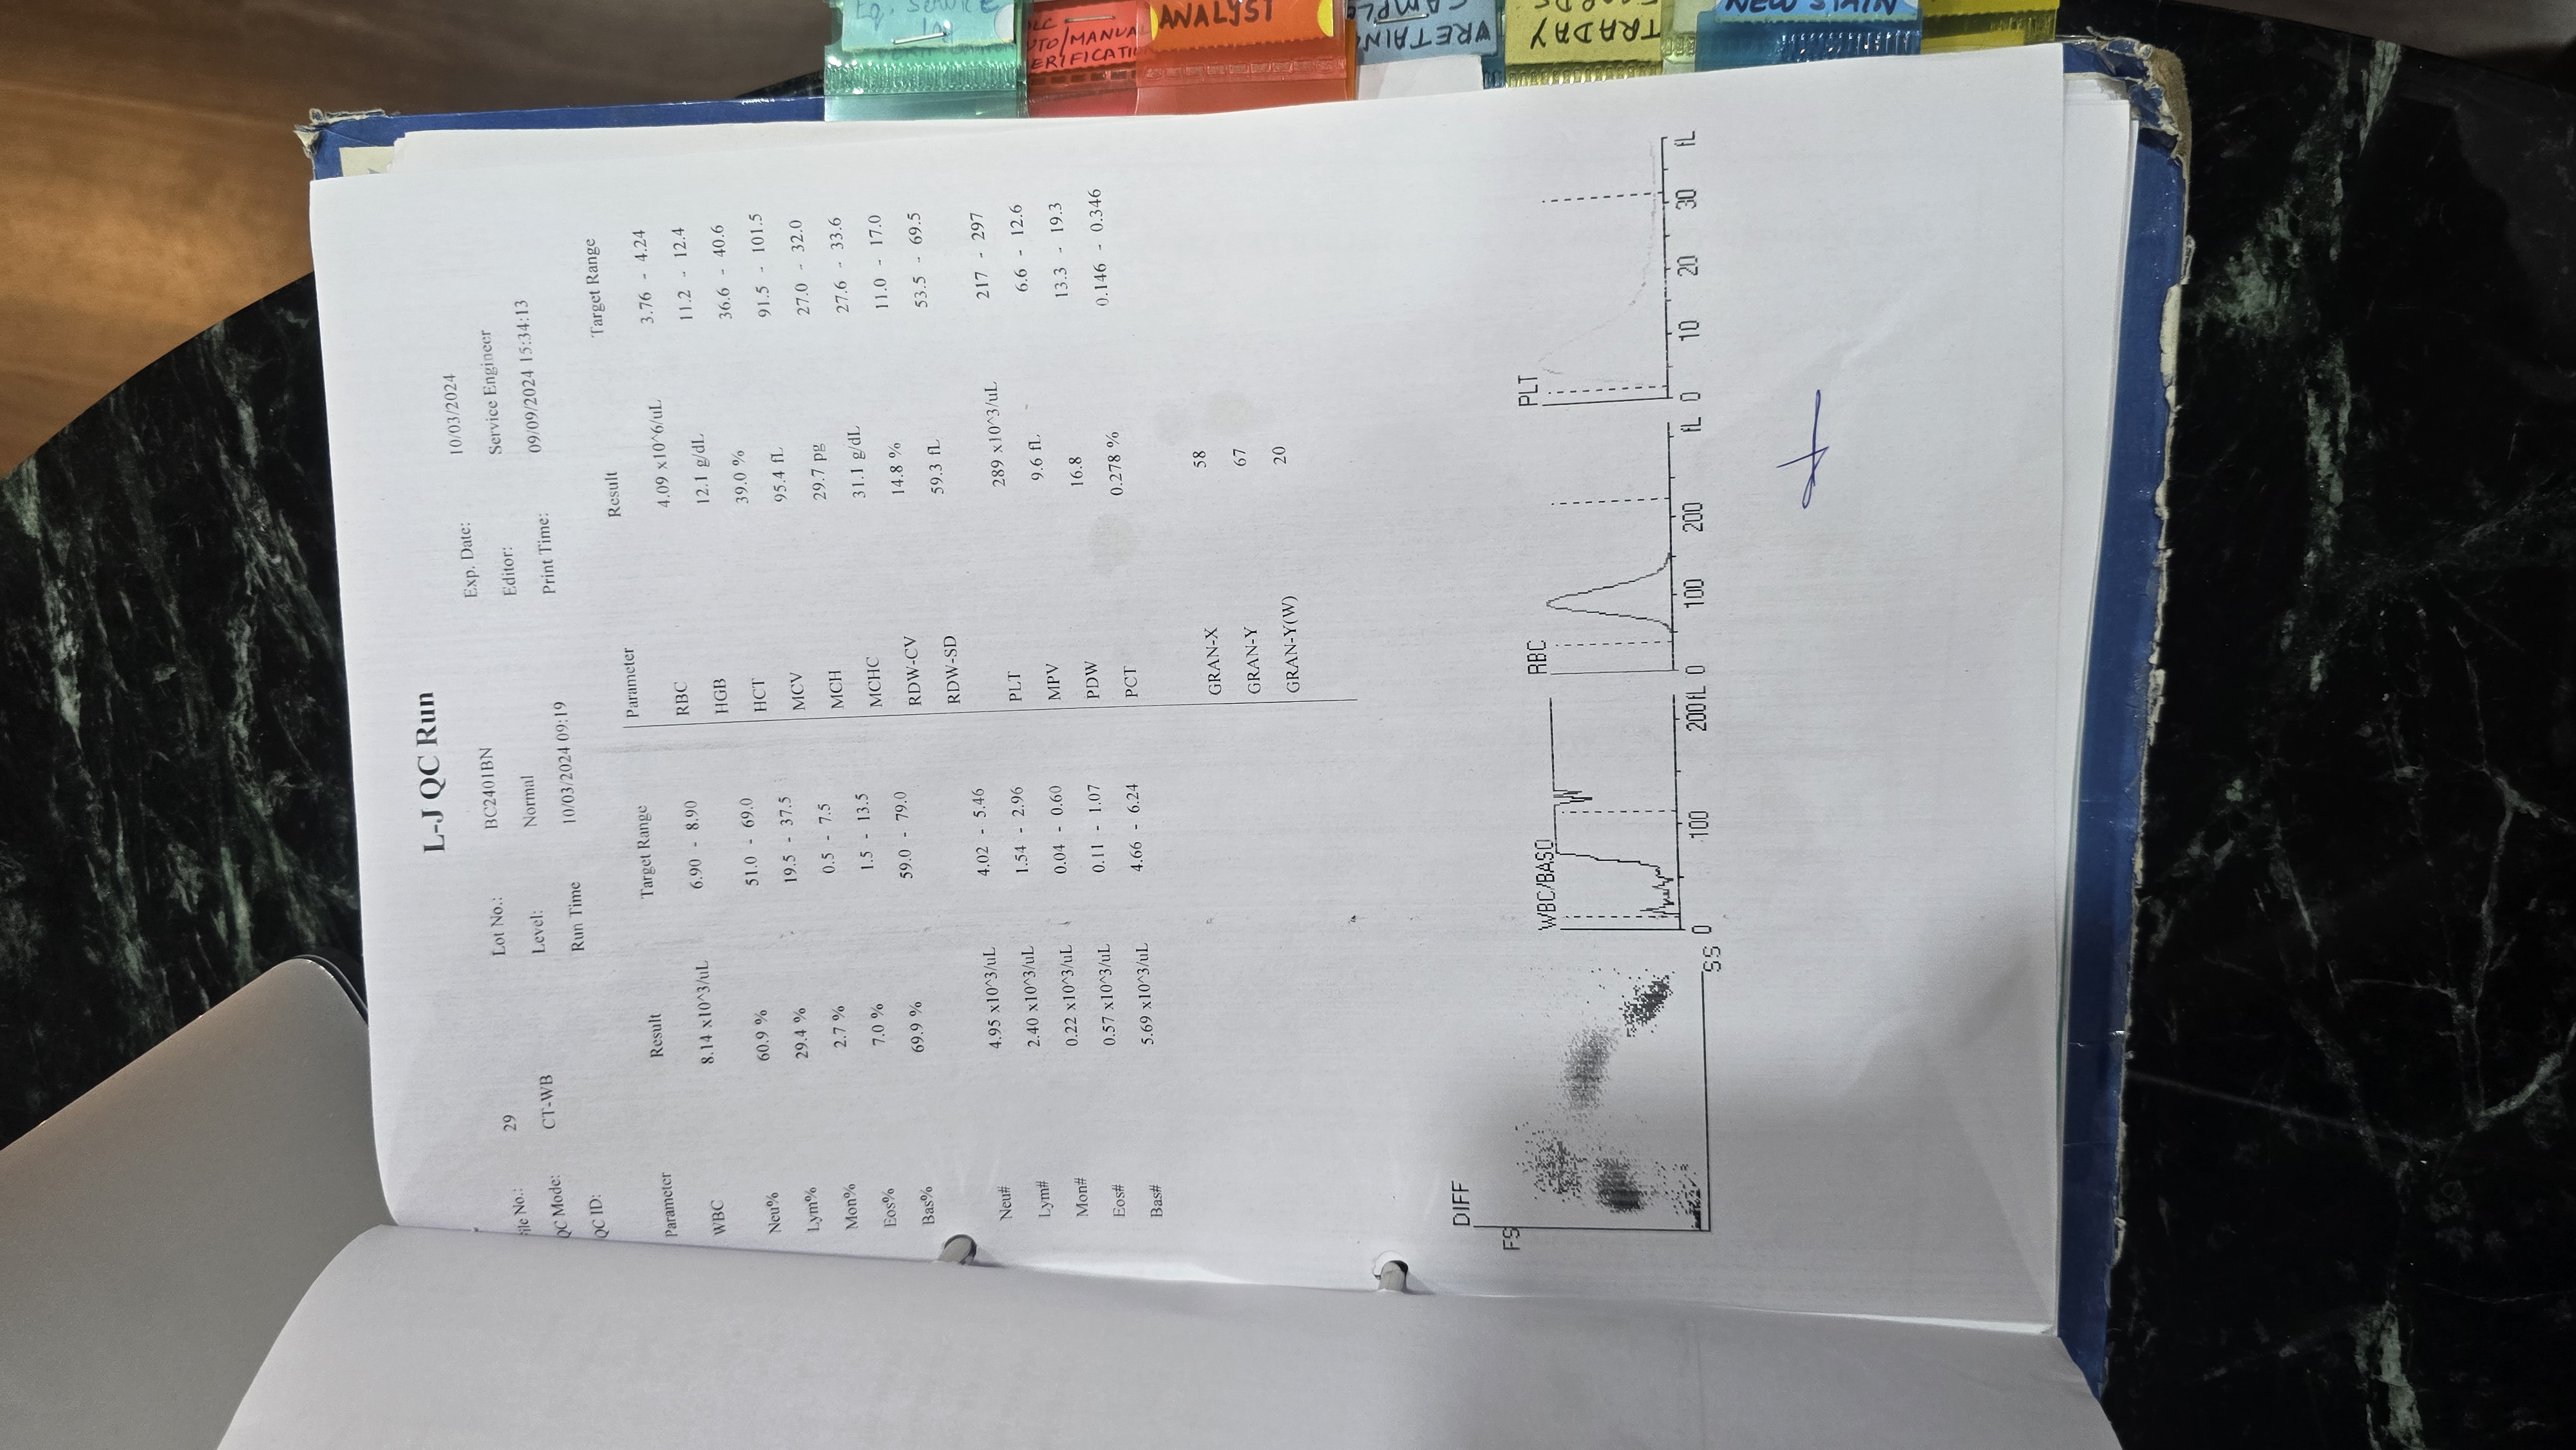 L-J QC Run
File No.: 29 Lot No.: BC2401BN Exp. Date: 10/03/2024
QC Mode: CT-WB Level: Normal Editor: Service Engineer
QC ID: Run Time 10/03/2024 09:19 Print Time: 09/09/2024 15:34:13
Parameter Result Target Range
WBC 8.14 x10^3/uL 6.90 - 8.90
Neu% 60.9 % 51.0 - 69.0
Lym% 29.4 % 19.5 - 37.5
Mon% 2.7 % 0.5 - 7.5
Eos% 7.0 % 1.5 - 13.5
Bas% 69.9 % 59.0 - 79.0
Neu# 4.95 x10^3/uL 4.02 - 5.46
Lym# 2.40 x10^3/uL 1.54 - 2.96
Mon# 0.22 x10^3/uL 0.04 - 0.60
Eos# 0.57 x10^3/uL 0.11 - 1.07
Bas# 5.69 x10^3/uL 4.66 - 6.24
Parameter Result Target Range
RBC 4.09 x10^6/uL 3.76 - 4.24
HGB 12.1 g/dL 11.2 - 12.4
HCT 39.0 % 36.6 - 40.6
MCV 95.4 fL 91.5 - 101.5
MCH 29.7 pg 27.0 - 32.0
MCHC 31.1 g/dL 27.6 - 33.6
RDW-CV 14.8 % 11.0 - 17.0
RDW-SD 59.3 fL 53.5 - 69.5
PLT 289 x10^3/uL 217 - 297
MPV 9.6 fL 6.6 - 12.6
PDW 16.8 13.3 - 19.3
PCT 0.278 % 0.146 - 0.346
GRAN-X 58
GRAN-Y 67
GRAN-Y(W) 20
DIFF
FS
SS
WBC/BASO
0 100 200 fL
RBC
0 100 200 fL
PLT
0 10 20 30 fL
MANUAL
ANALYSI
RETAIN
TRADAY